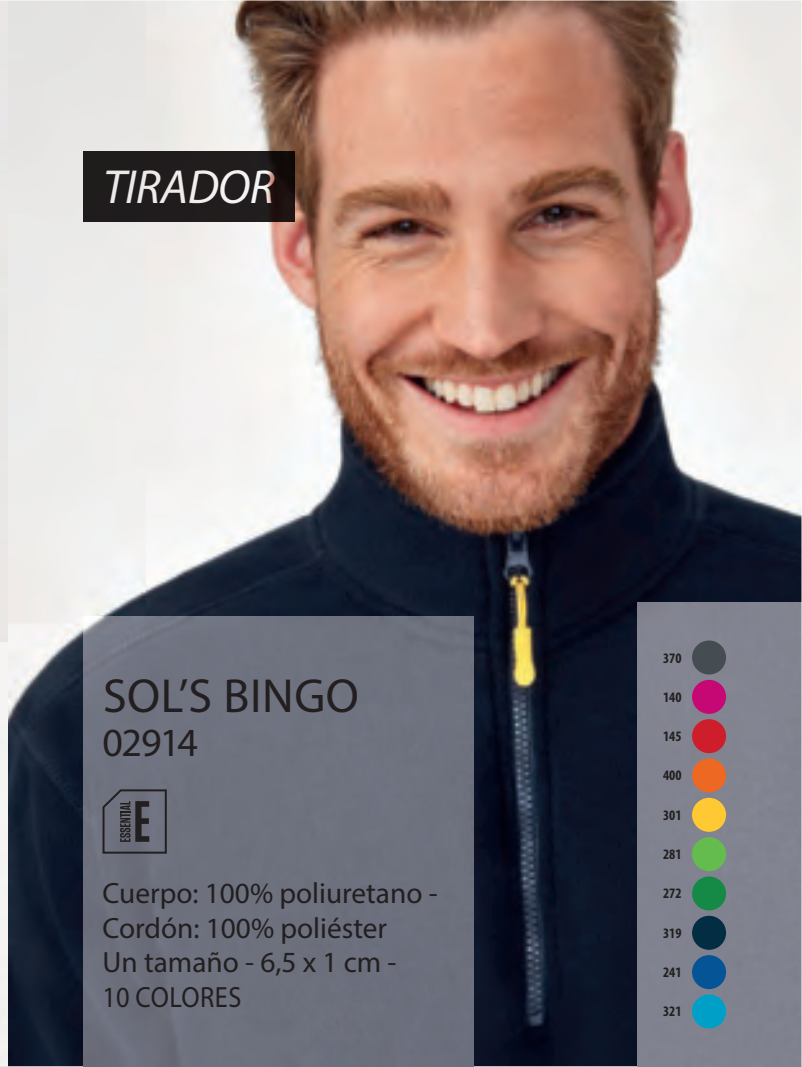 TIRADOR
SOL'S BINGO
02914
ESSENTIAL
E
Cuerpo: 100% poliuretano -
Cordón: 100% poliéster
Un tamaño - 6,5 x 1 cm -
10 COLORES
370
140
145
400
301
281
272
319
241
321